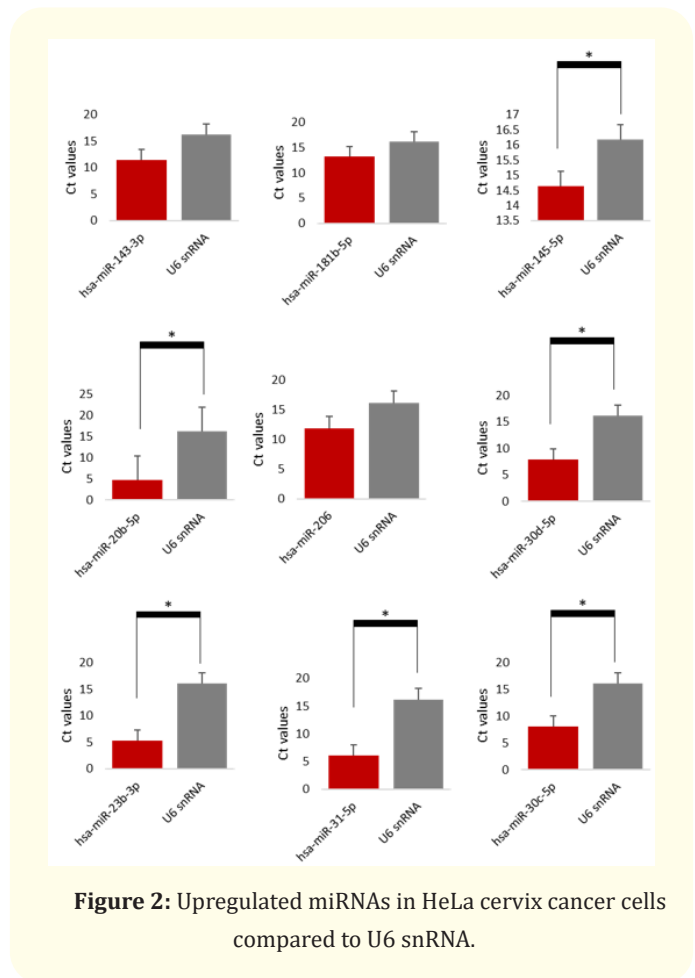 *
20
15
10
5
0
Ct values
hsa-miR-143-3p
U6 snRNA
20
15
10
5
0
Ct values
hsa-miR-181b-5p
U6 snRNA
17
16.5
16
15.5
15
14.5
14
13.5
Ct values
hsa-miR-145-5p
U6 snRNA
*
25
20
15
10
5
0
Ct values
hsa-miR-20b-5p
U6 snRNA
20
15
10
5
0
Ct values
hsa-miR-206
U6 snRNA
*
20
15
10
5
0
Ct values
hsa-miR-30d-5p
U6 snRNA
*
20
15
10
5
0
Ct values
hsa-miR-23b-3p
U6 snRNA
*
20
15
10
5
0
Ct values
hsa-miR-31-5p
U6 snRNA
*
20
15
10
5
0
Ct values
hsa-miR-30c-5p
U6 snRNA
Figure 2: Upregulated miRNAs in HeLa cervix cancer cells
compared to U6 snRNA.